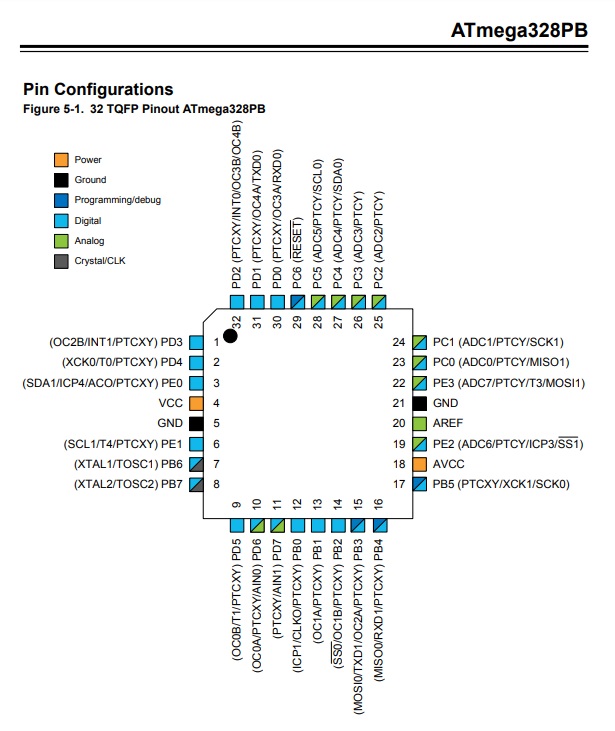 ATmega328PB
Pin Configurations
Figure 5-1. 32 TQFP Pinout ATmega328PB
Power
Ground
Programming/debug
Digital
Analog
Crystal/CLK
PD2 (PTCXY/INT0/OC3B/OC4B)
PD1 (PTCXY/OC4A/TXD0)
PD0 (PTCXY/OC3A/RXD0)
PC6 (RESET)
PC5 (ADC5/PTCY/SCL0)
PC4 (ADC4/PTCY/SDA0)
PC3 (ADC3/PTCY)
PC2 (ADC2/PTCY)
32
31
30
29
28
27
26
25
(OC2B/INT1/PTCXY) PD3 1
(XCK0/T0/PTCXY) PD4 2
(SDA1/ICP4/ACO/PTCXY) PE0 3
VCC 4
GND 5
(SCL1/T4/PTCXY) PE1 6
(XTAL1/TOSC1) PB6 7
(XTAL2/TOSC2) PB7 8
24 PC1 (ADC1/PTCY/SCK1)
23 PC0 (ADC0/PTCY/MISO1)
22 PE3 (ADC7/PTCY/T3/MOSI1)
21 GND
20 AREF
19 PE2 (ADC6/PTCY/ICP3/SS1)
18 AVCC
17 PB5 (PTCXY/XCK1/SCK0)
9
10
11
12
13
14
15
16
(OC0B/T1/PTCXY) PD5
(OC0A/PTCXY/AIN0) PD6
(PTCXY/AIN1) PD7
(ICP1/CLKO/PTCXY) PB0
(OC1A/PTCXY) PB1
(SS0/OC1B/PTCXY) PB2
(MOSI0/TXD1/OC2A/PTCXY) PB3
(MISO0/RXD1/PTCXY) PB4